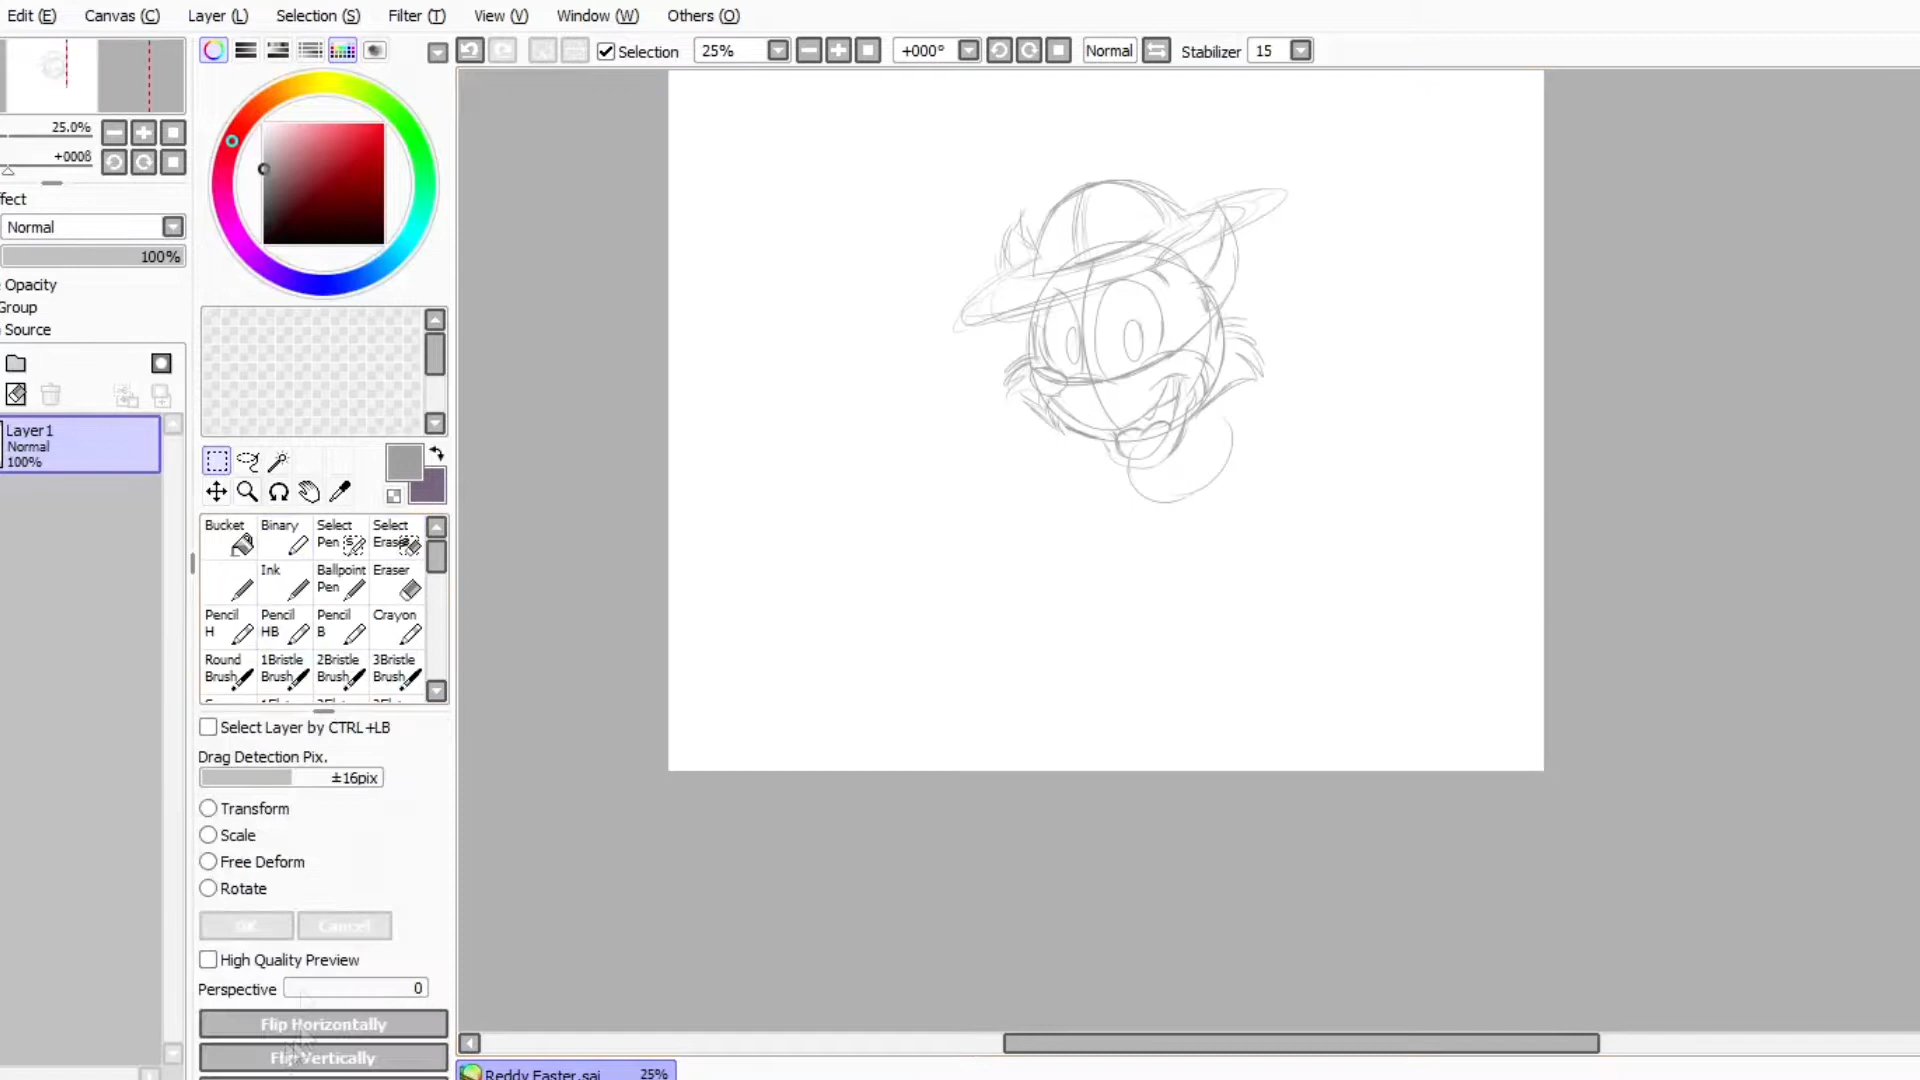 Edit (E) Canvas (C) Layer (L) Selection (S) Filter (T) View (V) Window (W) Others (O)
Selection 25% +000° Normal Stabilizer 15
25.0%
+000
ffect
Normal
100%
Opacity
Group
Source
Layer1
Normal
100%
Bucket Binary Select Pen Select Eraser
Ink Ballpoint Pen Eraser
Pencil H Pencil HB Pencil B Crayon
Round Brush 1Bristle Brush 2Bristle Brush 3Bristle Brush
Select Layer by CTRL+LB
Drag Detection Pix.
±16pix
Transform
Scale
Free Deform
Rotate
OK Cancel
High Quality Preview
Perspective 0
Flip Horizontally
Flip Vertically
Reddy Easter.sai 25%